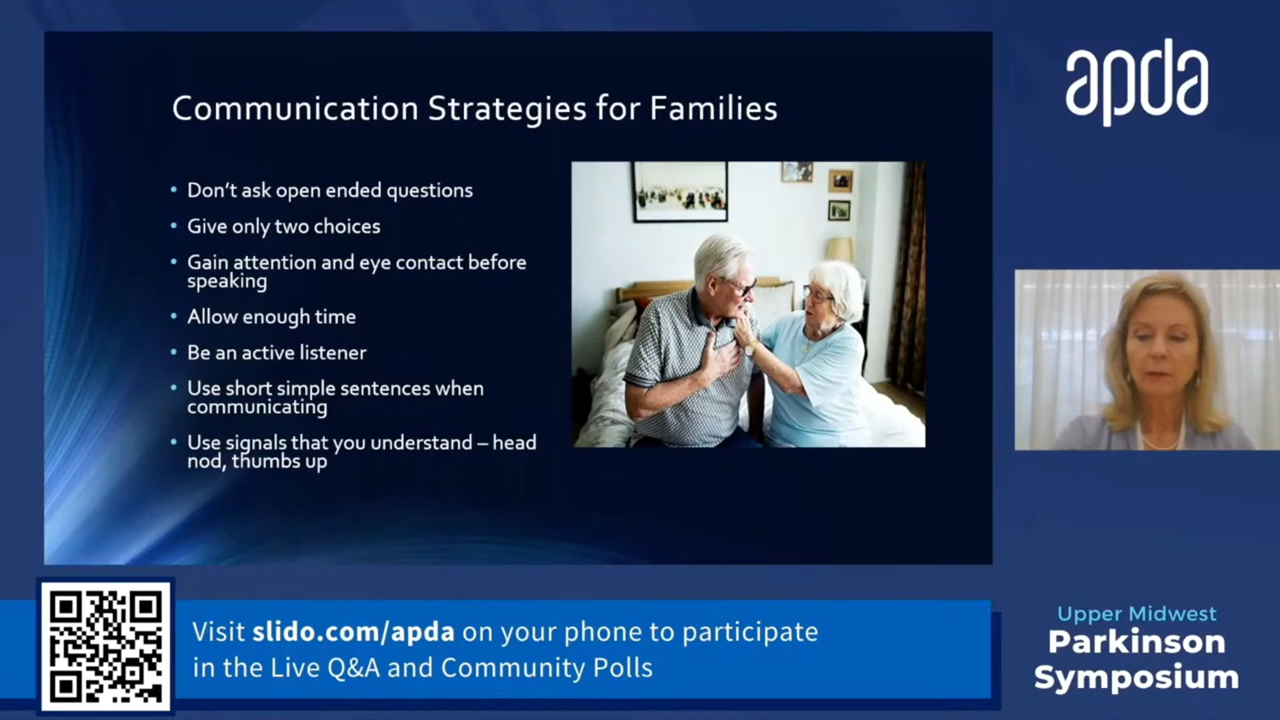 apda
Communication Strategies for Families
• Don’t ask open ended questions
• Give only two choices
• Gain attention and eye contact before
speaking
• Allow enough time
• Be an active listener
• Use short simple sentences when
communicating
• Use signals that you understand – head
nod, thumbs up
Visit slido.com/apda on your phone to participate
in the Live Q&A and Community Polls
Upper Midwest
Parkinson
Symposium